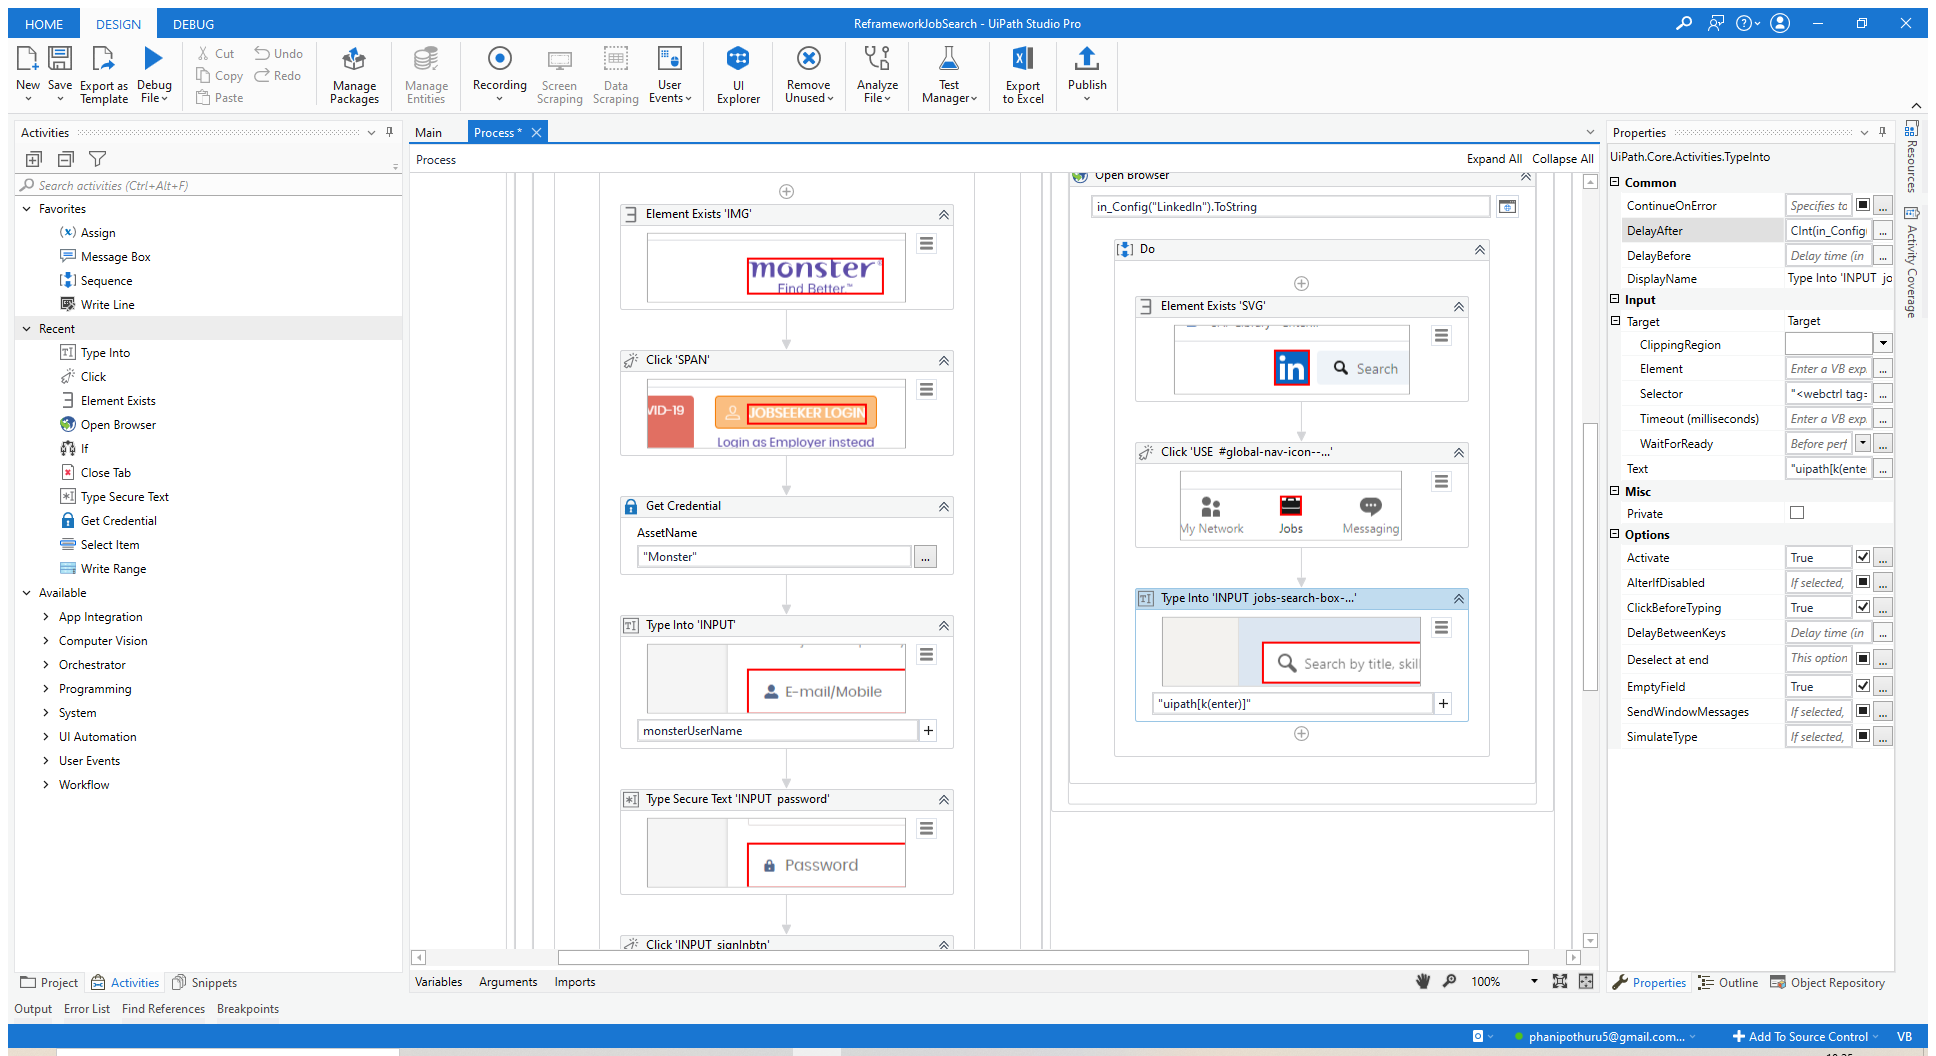 HOME DESIGN DEBUG ReframeworkJobSearch - UiPath Studio Pro
New Save Export as Template Debug File Cut Copy Paste Undo Redo Manage Packages Manage Entities Recording Screen Scraping Data Scraping User Events UI Explorer Remove Unused Analyze File Test Manager Export to Excel Publish
Activities
Search activities (Ctrl+Alt+F)
Favorites
Assign
Message Box
Sequence
Write Line
Recent
Type Into
Click
Element Exists
Open Browser
If
Close Tab
Type Secure Text
Get Credential
Select Item
Write Range
Available
App Integration
Computer Vision
Orchestrator
Programming
System
UI Automation
User Events
Workflow
Project Activities Snippets
Main Process *
Process Expand All Collapse All
Element Exists 'IMG'
monster
Find Better.™
Click 'SPAN'
VID-19 JOBSEEKER LOGIN
Login as Employer instead
Get Credential
AssetName
"Monster" ...
Type Into 'INPUT'
E-mail/Mobile
monsterUserName
Type Secure Text 'INPUT password'
Password
Click 'INPUT signInbtn'
Open Browser
in_Config("LinkedIn").ToString
Do
Element Exists 'SVG'
in Search
Click 'USE #global-nav-icon--...'
My Network Jobs Messaging
Type Into 'INPUT jobs-search-box-...'
Search by title, skil
"uipath[k(enter)]"
Variables Arguments Imports 100%
Properties
UiPath.Core.Activities.TypeInto
Common
ContinueOnError Specifies to ...
DelayAfter CInt(in_Config ...
DelayBefore Delay time (in ...
DisplayName Type Into 'INPUT jo
Input
Target Target
ClippingRegion
Element Enter a VB exp. ...
Selector "<webctrl tag= ...
Timeout (milliseconds) Enter a VB exp. ...
WaitForReady Before perf ...
Text "uipath[k(ente ...
Misc
Private
Options
Activate True ...
AlterIfDisabled If selected, ...
ClickBeforeTyping True ...
DelayBetweenKeys Delay time (in ...
Deselect at end This option ...
EmptyField True ...
SendWindowMessages If selected, ...
SimulateType If selected, ...
Properties Outline Object Repository
Resources
Activity Coverage
Output Error List Find References Breakpoints
phanipothuru5@gmail.com... Add To Source Control VB